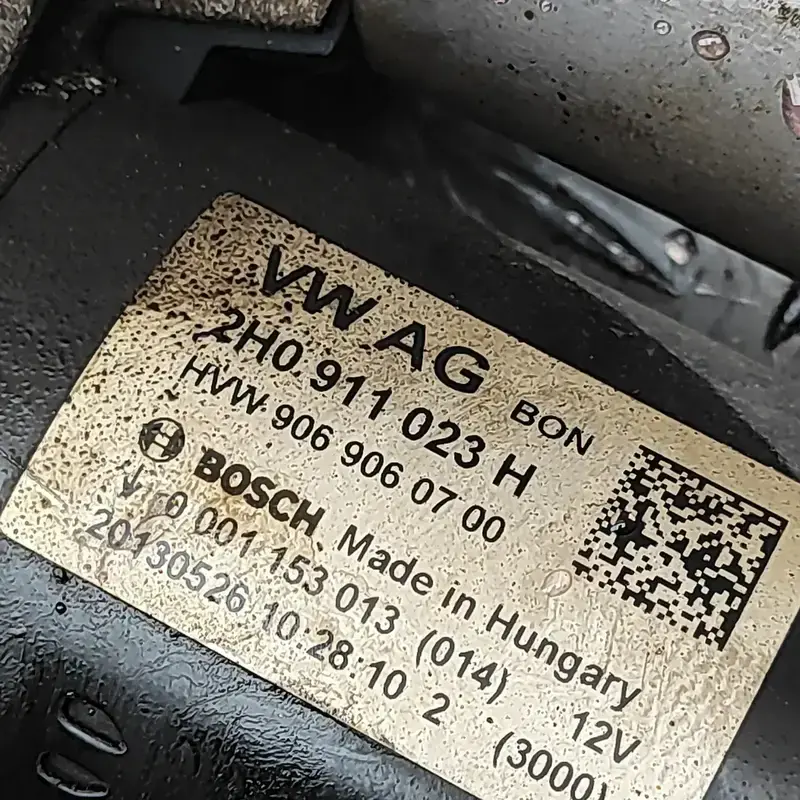 VW AG
2H0 911 023 H BON
HVW 906 906 07 00
BOSCH Made in Hungary
0 001 153 013 (014) 12V
20130526 10:28:10 2 (3000)